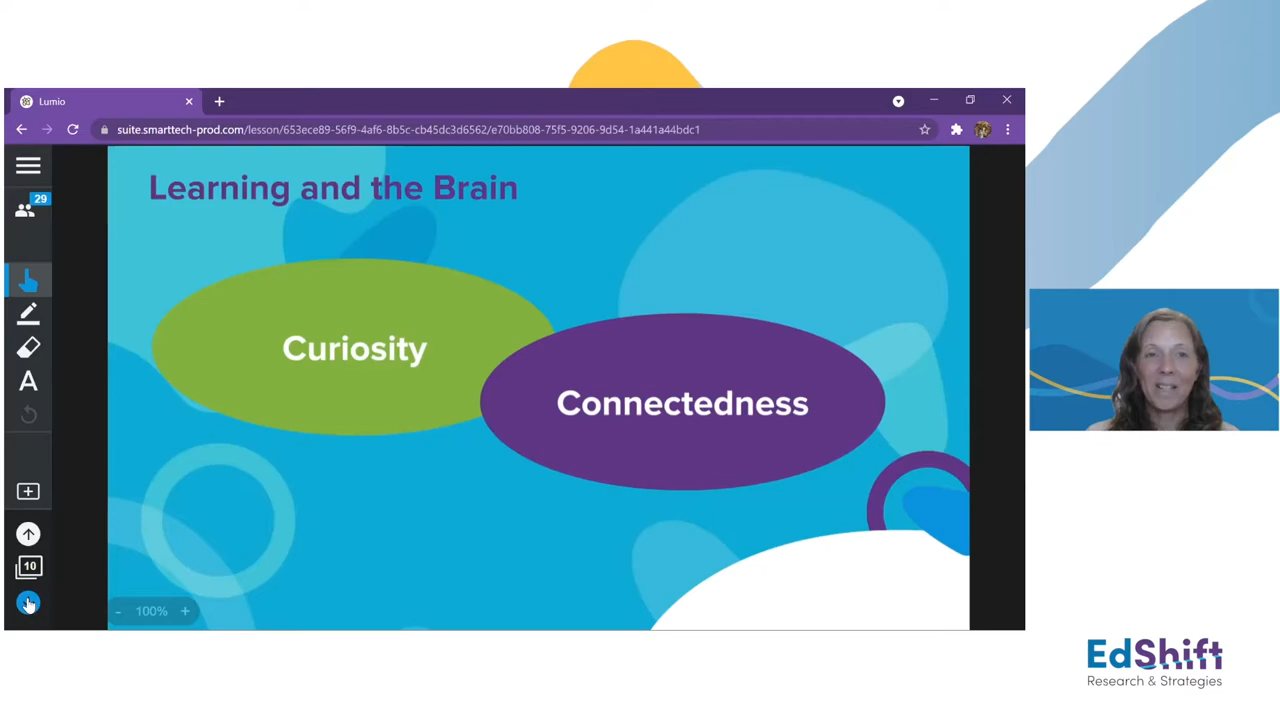 Lumio
suite.smarttech-prod.com/lesson/653ece89-56f9-4af6-8b5c-cb45dc3d6562/e70bb808-75f5-9206-9d54-1a441a44bdc1
29
Learning and the Brain
Curiosity
Connectedness
A
10
- 100% +
EdShift
Research & Strategies